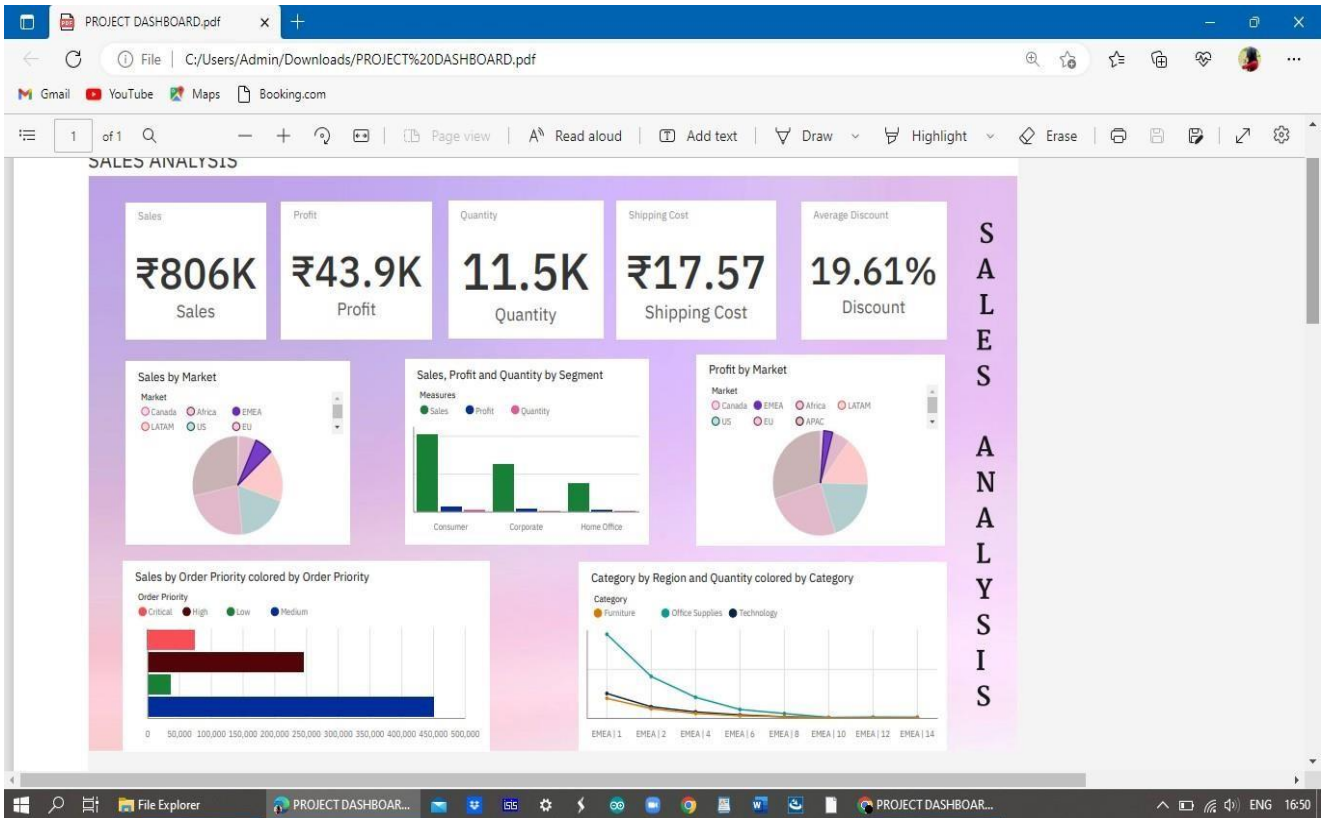 PROJECT DASHBOARD.pdf
File | C:/Users/Admin/Downloads/PROJECT%20DASHBOARD.pdf
Gmail YouTube Maps Booking.com
1 of 1 Page view Read aloud Add text Draw Highlight Erase
SALES ANALYSIS
Sales
₹806K
Sales
Profit
₹43.9K
Profit
Quantity
11.5K
Quantity
Shipping Cost
₹17.57
Shipping Cost
Average Discount
19.61%
Discount
SALES ANALYSIS
Sales by Market
Market
Canada Africa EMEA
LATAM US EU
Sales, Profit and Quantity by Segment
Measures
Sales Profit Quantity
Consumer Corporate Home Office
Profit by Market
Market
Canada EMEA Africa LATAM
US EU APAC
Sales by Order Priority colored by Order Priority
Order Priority
Critical High Low Medium
0 50,000 100,000 150,000 200,000 250,000 300,000 350,000 400,000 450,000 500,000
Category by Region and Quantity colored by Category
Category
Furniture Office Supplies Technology
EMEA | 1 EMEA | 2 EMEA | 4 EMEA | 6 EMEA | 8 EMEA | 10 EMEA | 12 EMEA | 14
File Explorer PROJECT DASHBOAR... PROJECT DASHBOAR... ENG 16:50